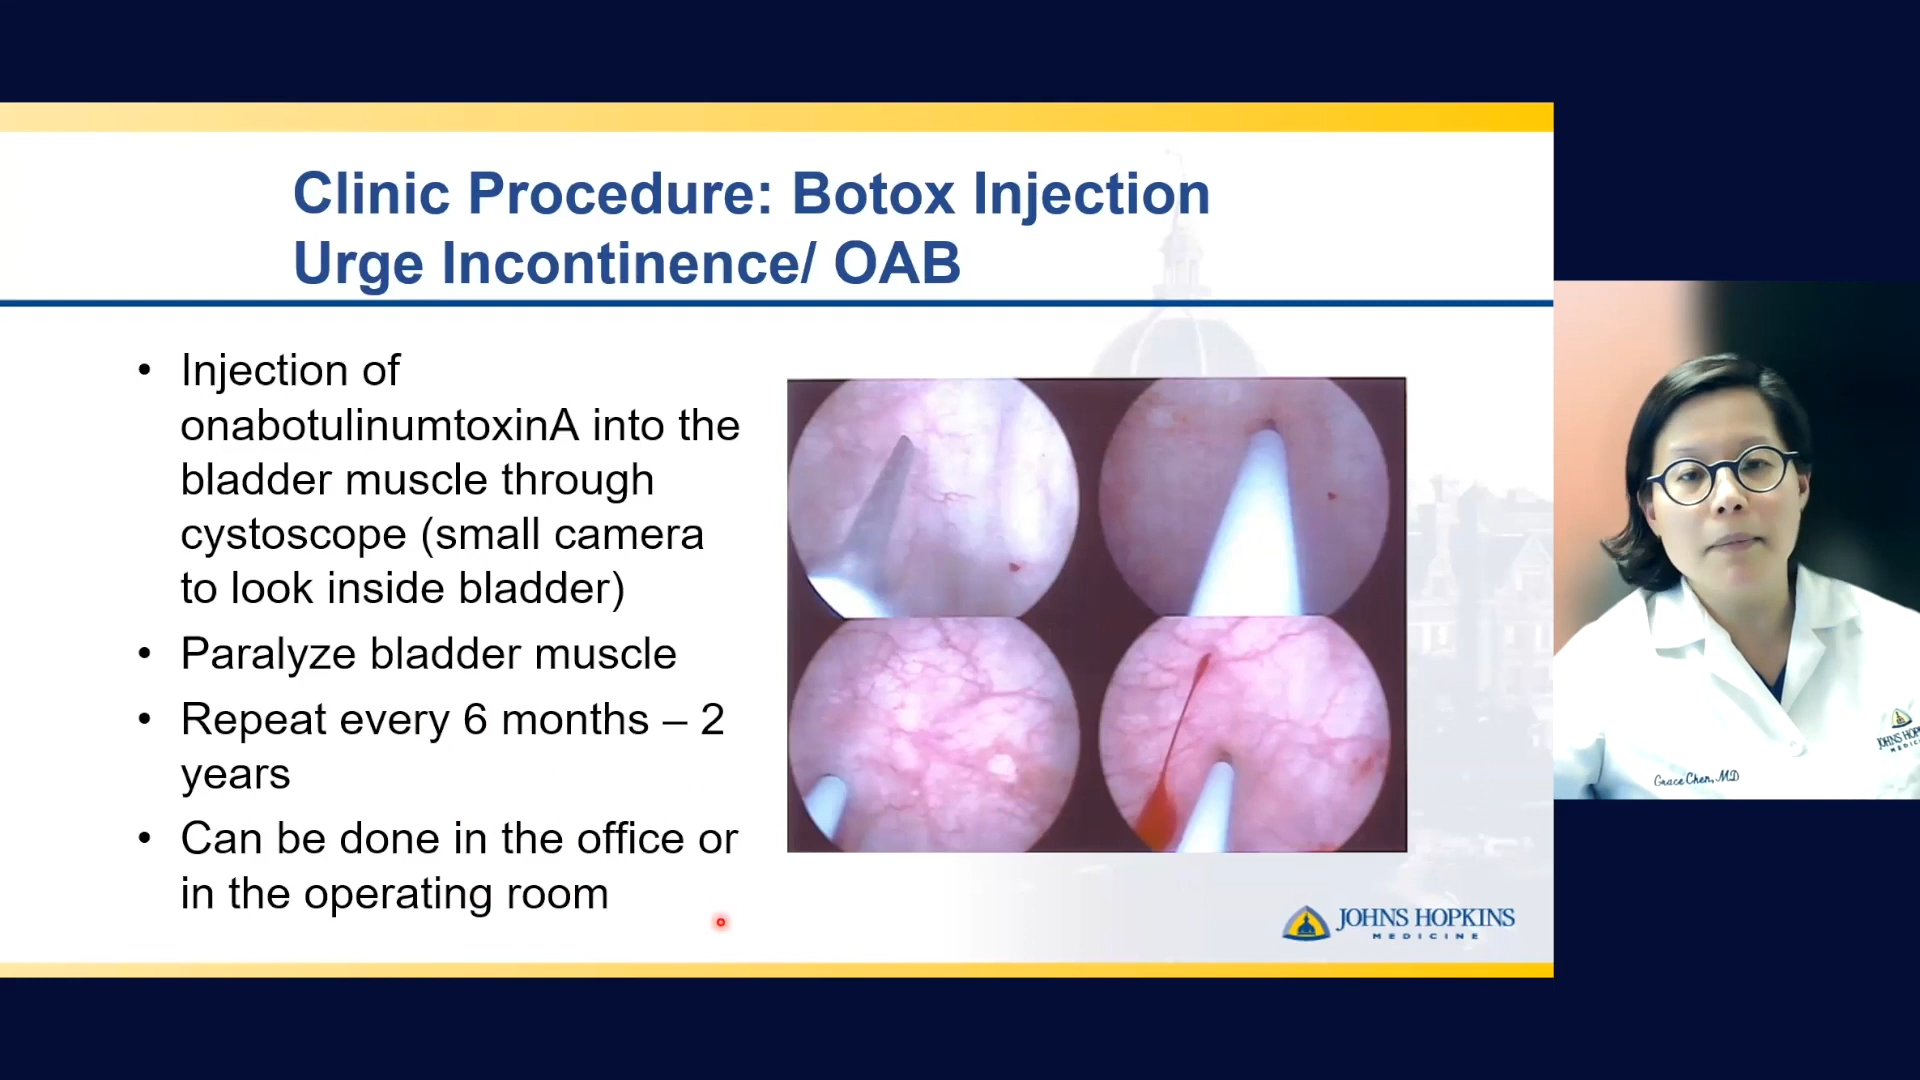 Clinic Procedure: Botox Injection
Urge Incontinence/ OAB
• Injection of
onabotulinumtoxinA into the
bladder muscle through
cystoscope (small camera
to look inside bladder)
• Paralyze bladder muscle
• Repeat every 6 months – 2
years
• Can be done in the office or
in the operating room
JOHNS HOPKINS
MEDICINE
Grace Chen, MD